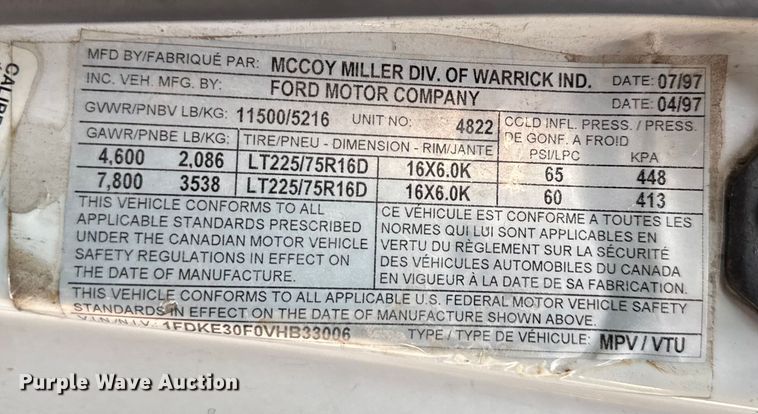 CALIBR
MFD BY/FABRIQUÉ PAR: MCCOY MILLER DIV. OF WARRICK IND. DATE: 07/97
INC. VEH. MFG. BY: FORD MOTOR COMPANY DATE: 04/97
GVWR/PNBV LB/KG: 11500/5216 UNIT NO: 4822 COLD INFL. PRESS. / PRESS.
DE GONF. A FROID
GAWR/PNBE LB/KG: TIRE/PNEU - DIMENSION - RIM/JANTE PSI/LPC KPA
4,600 2,086 LT225/75R16D 16X6.0K 65 448
7,800 3538 LT225/75R16D 16X6.0K 60 413
THIS VEHICLE CONFORMS TO ALL
APPLICABLE STANDARDS PRESCRIBED
UNDER THE CANADIAN MOTOR VEHICLE
SAFETY REGULATIONS IN EFFECT ON
THE DATE OF MANUFACTURE.
CE VÉHICULE EST CONFORME A TOUTES LES
NORMES QUI LUI SONT APPLICABLES EN
VERTU DU RÈGLEMENT SUR LA SÉCURITÉ
DES VÉHICULES AUTOMOBILES DU CANADA
EN VIGUEUR À LA DATE DE SA FABRICATION.
THIS VEHICLE CONFORMS TO ALL APPLICABLE U.S. FEDERAL MOTOR VEHICLE SAFETY
STANDARDS IN EFFECT ON THE DATE OF MANUFACTURE SHOWN ABOVE.
V.I.N/N.I.V.: 1FDKE30F0VHB33006 TYPE / TYPE DE VÉHICULE: MPV / VTU
Purple Wave Auction